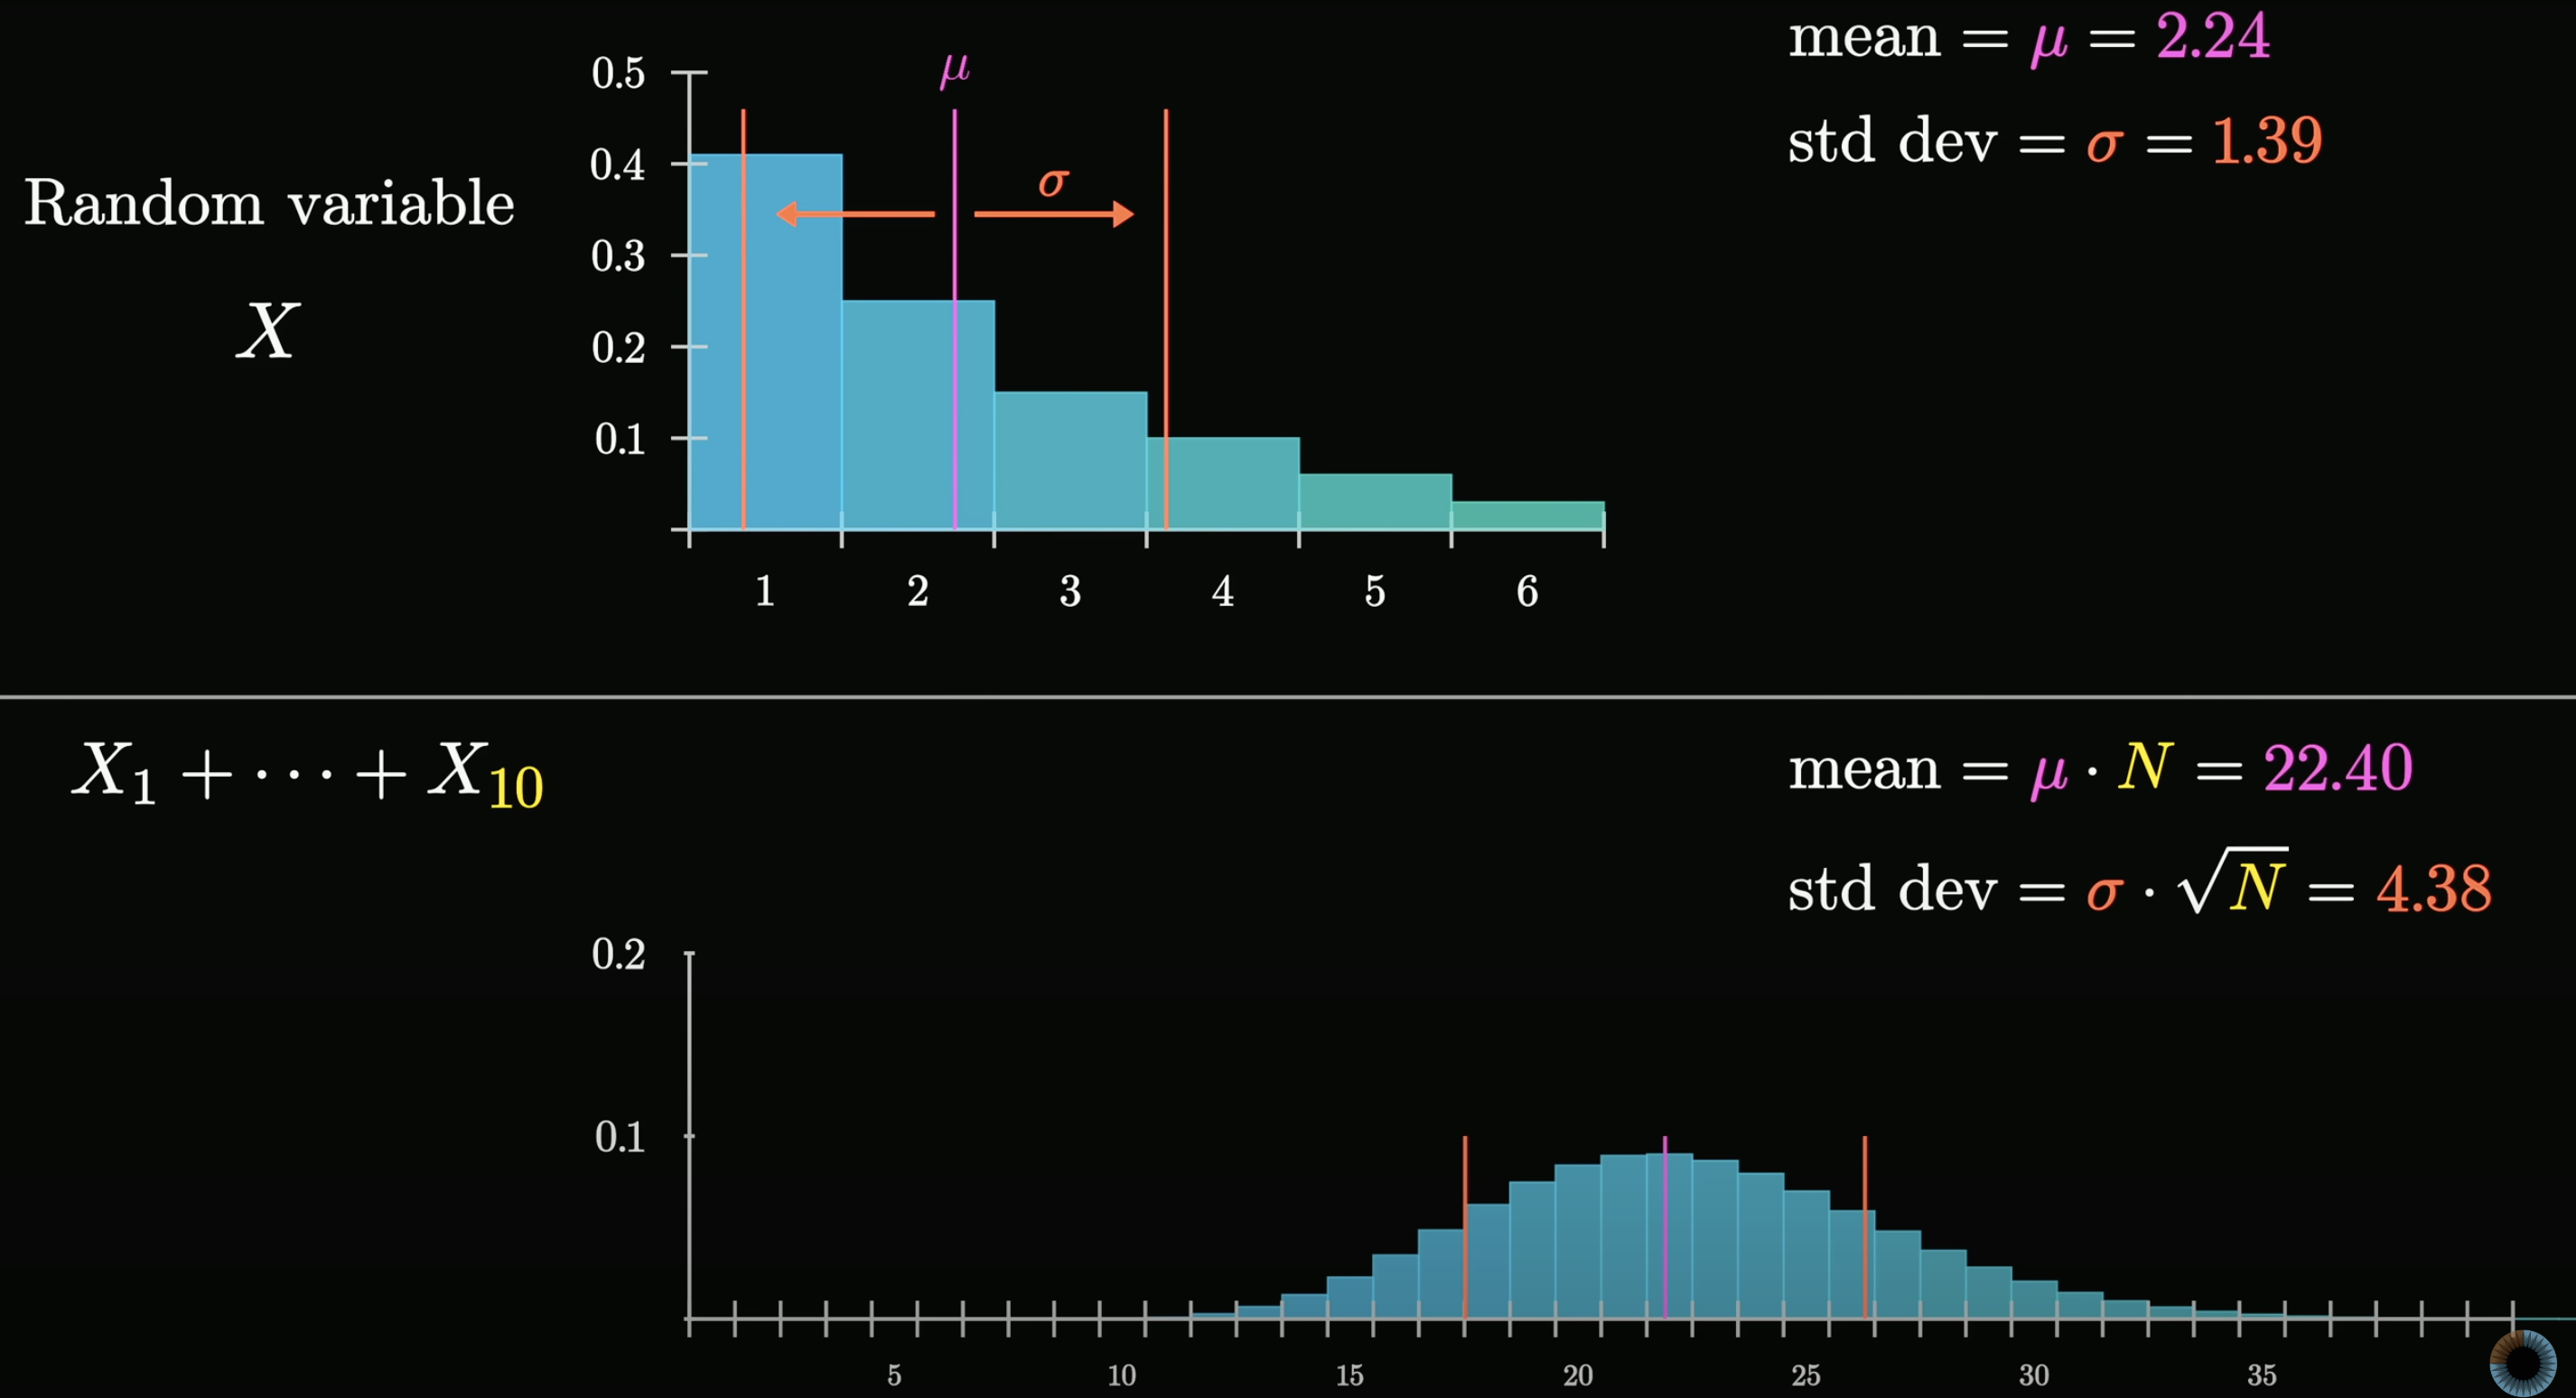 mean = μ = 2.24
std dev = σ = 1.39
μ
0.5
0.4
σ
Random variable
X
0.3
0.2
0.1
1 2 3 4 5 6
X₁ + ⋯ + X₁₀
mean = μ · N = 22.40
std dev = σ · √N = 4.38
0.2
0.1
5 10 15 20 25 30 35